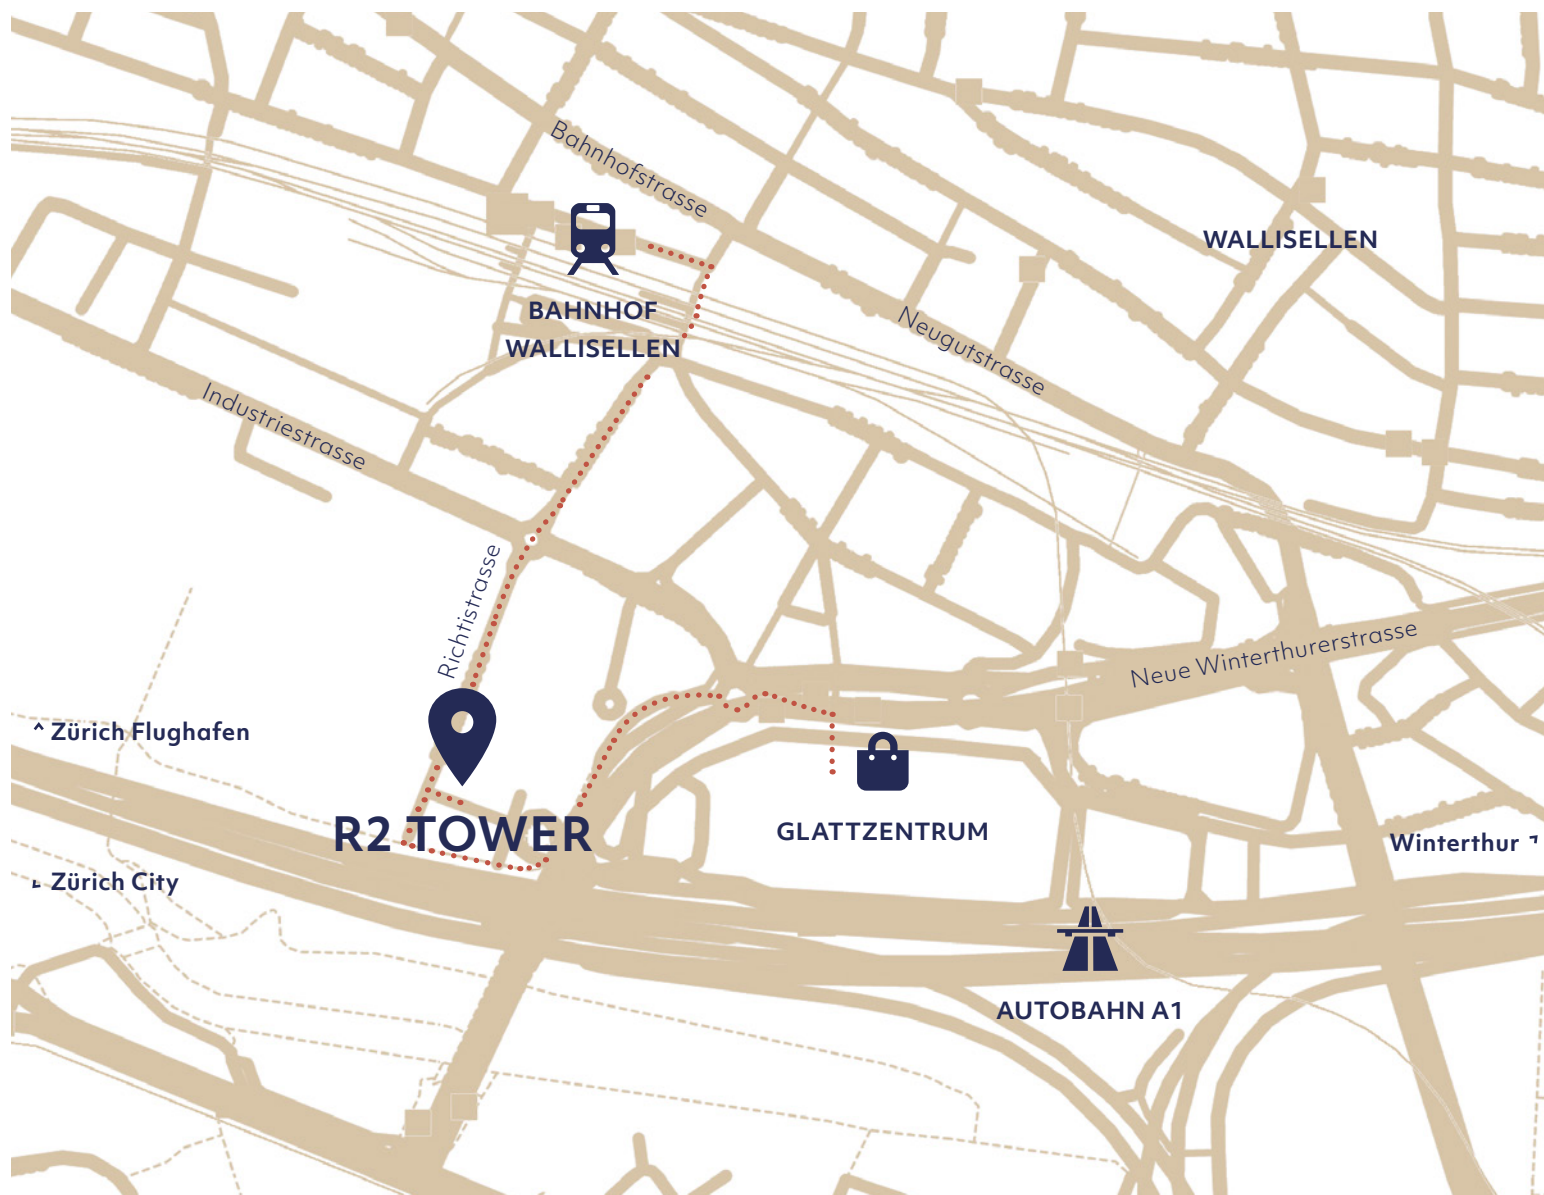 Bahnhofstrasse
WALLISELLEN
BAHNHOF
WALLISELLEN
Neugutstrasse
Industriestrasse
Richtistrasse
Neue Winterthurerstrasse
Zürich Flughafen
R2 TOWER
GLATTZENTRUM
Winterthur
Zürich City
AUTOBAHN A1